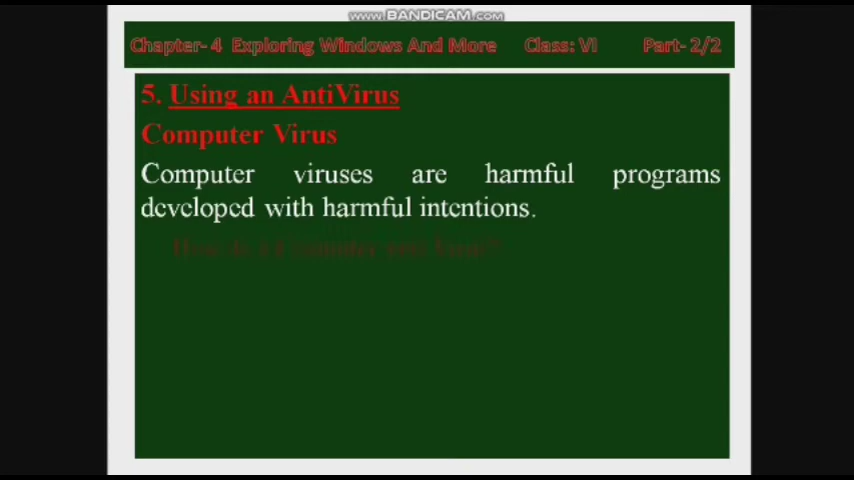 www.BANDICAM.com
Chapter- 4 Exploring Windows And More Class: VI Part- 2/2
5. Using an AntiVirus
Computer Virus
Computer viruses are harmful programs
developed with harmful intentions.